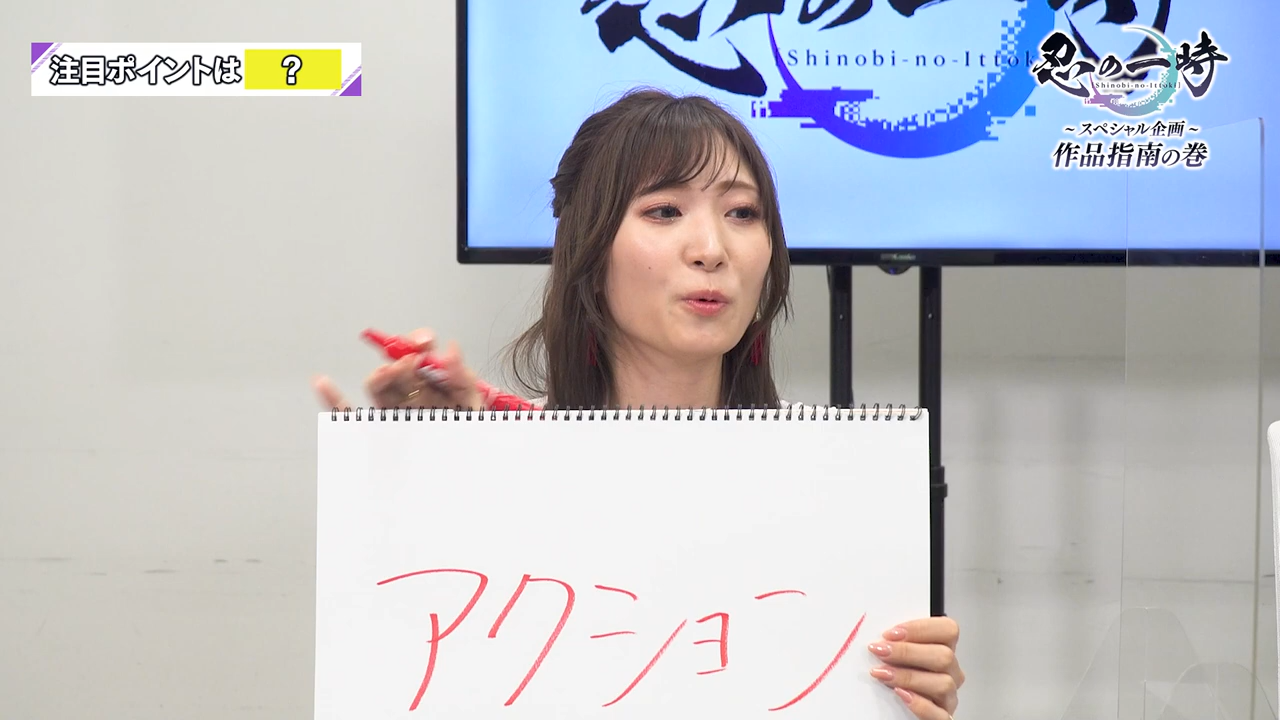 注目ポイントは ?
忍の一時
[Shinobi-no-Ittoki]
～スペシャル企画～
作品指南の巻
Shinobi-no-Ittok
アクション